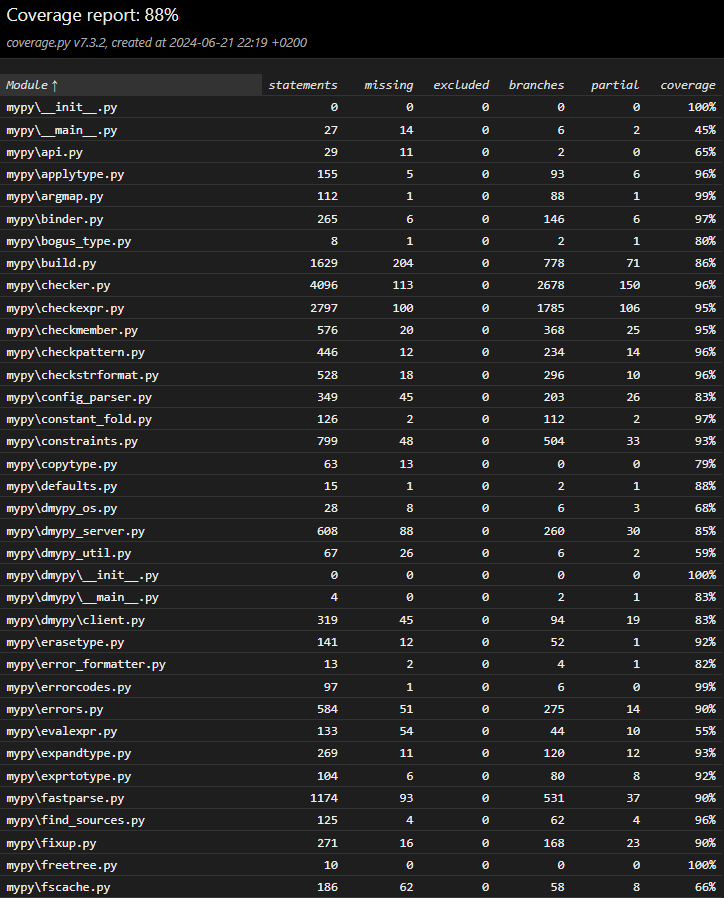 Coverage report: 88%
coverage.py v7.3.2, created at 2024-06-21 22:19 +0200
Module ↑ statements missing excluded branches partial coverage
mypy\__init__.py 0 0 0 0 0 100%
mypy\__main__.py 27 14 0 6 2 45%
mypy\api.py 29 11 0 2 0 65%
mypy\applytype.py 155 5 0 93 6 96%
mypy\argmap.py 112 1 0 88 1 99%
mypy\binder.py 265 6 0 146 6 97%
mypy\bogus_type.py 8 1 0 2 1 80%
mypy\build.py 1629 204 0 778 71 86%
mypy\checker.py 4096 113 0 2678 150 96%
mypy\checkexpr.py 2797 100 0 1785 106 95%
mypy\checkmember.py 576 20 0 368 25 95%
mypy\checkpattern.py 446 12 0 234 14 96%
mypy\checkstrformat.py 528 18 0 296 10 96%
mypy\config_parser.py 349 45 0 203 26 83%
mypy\constant_fold.py 126 2 0 112 2 97%
mypy\constraints.py 799 48 0 504 33 93%
mypy\copytype.py 63 13 0 0 0 79%
mypy\defaults.py 15 1 0 2 1 88%
mypy\dmypy_os.py 28 8 0 6 3 68%
mypy\dmypy_server.py 608 88 0 260 30 85%
mypy\dmypy_util.py 67 26 0 6 2 59%
mypy\dmypy\__init__.py 0 0 0 0 0 100%
mypy\dmypy\__main__.py 4 0 0 2 1 83%
mypy\dmypy\client.py 319 45 0 94 19 83%
mypy\erasetype.py 141 12 0 52 1 92%
mypy\error_formatter.py 13 2 0 4 1 82%
mypy\errorcodes.py 97 1 0 6 0 99%
mypy\errors.py 584 51 0 275 14 90%
mypy\evalexpr.py 133 54 0 44 10 55%
mypy\expandtype.py 269 11 0 120 12 93%
mypy\exprtotype.py 104 6 0 80 8 92%
mypy\fastparse.py 1174 93 0 531 37 90%
mypy\find_sources.py 125 4 0 62 4 96%
mypy\fixup.py 271 16 0 168 23 90%
mypy\freetree.py 10 0 0 0 0 100%
mypy\fscache.py 186 62 0 58 8 66%